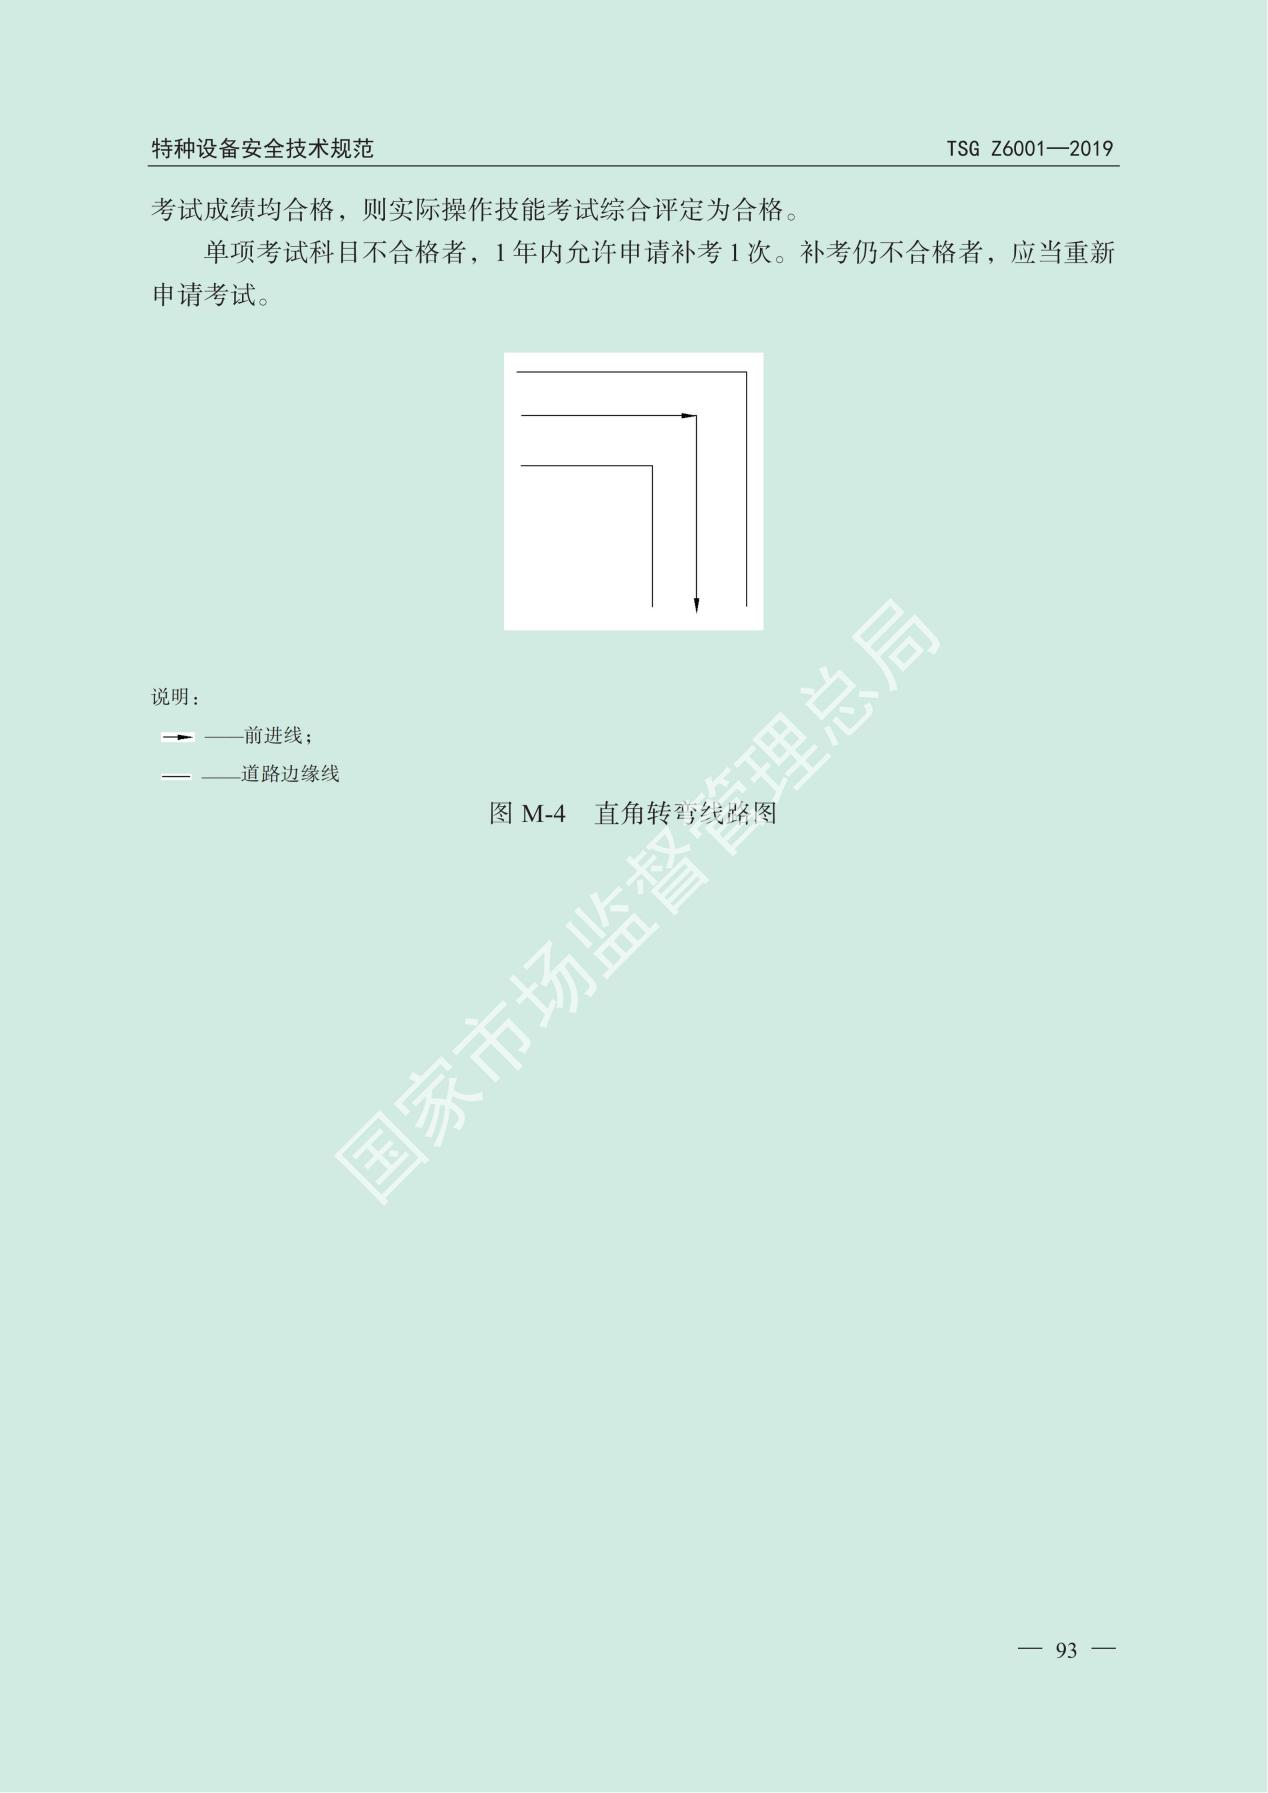 特种设备安全技术规范 TSG Z6001—2019
考试成绩均合格，则实际操作技能考试综合评定为合格。
单项考试科目不合格者，1年内允许申请补考1次。补考仍不合格者，应当重新
申请考试。
说明：
——前进线；
——道路边缘线
图 M-4 直角转弯线路图
国家市场监督管理总局
— 93 —